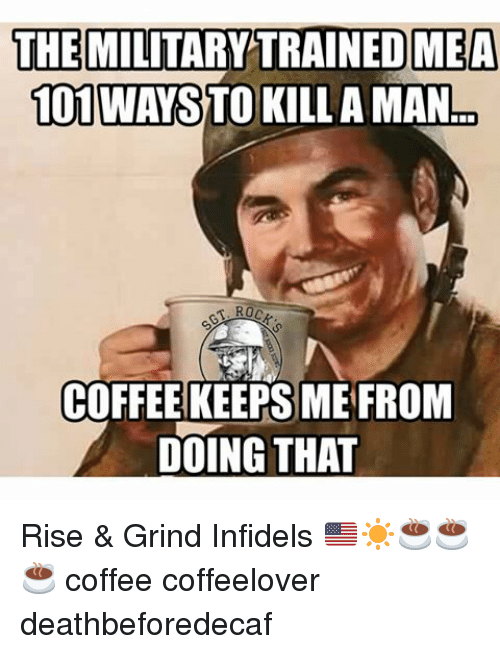 THE MILITARY TRAINED ME A
101 WAYS TO KILL A MAN...
SGT. ROCK'S
COFFEE KEEPS ME FROM
DOING THAT
Rise & Grind Infidels 🇺🇸☀️☕☕
☕ coffee coffeelover
deathbeforedecaf